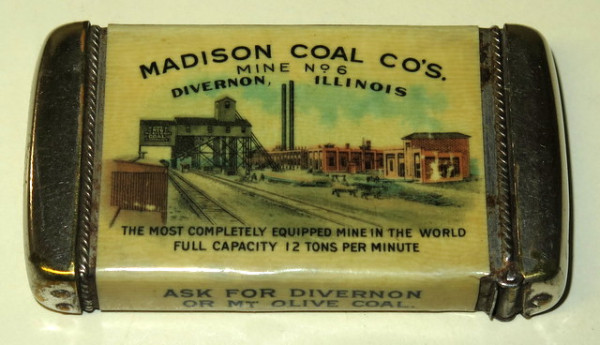 MADISON COAL CO'S.
MINE No 6
DIVERNON, ILLINOIS
THE MOST COMPLETELY EQUIPPED MINE IN THE WORLD
FULL CAPACITY 12 TONS PER MINUTE
ASK FOR DIVERNON
OR MT OLIVE COAL.